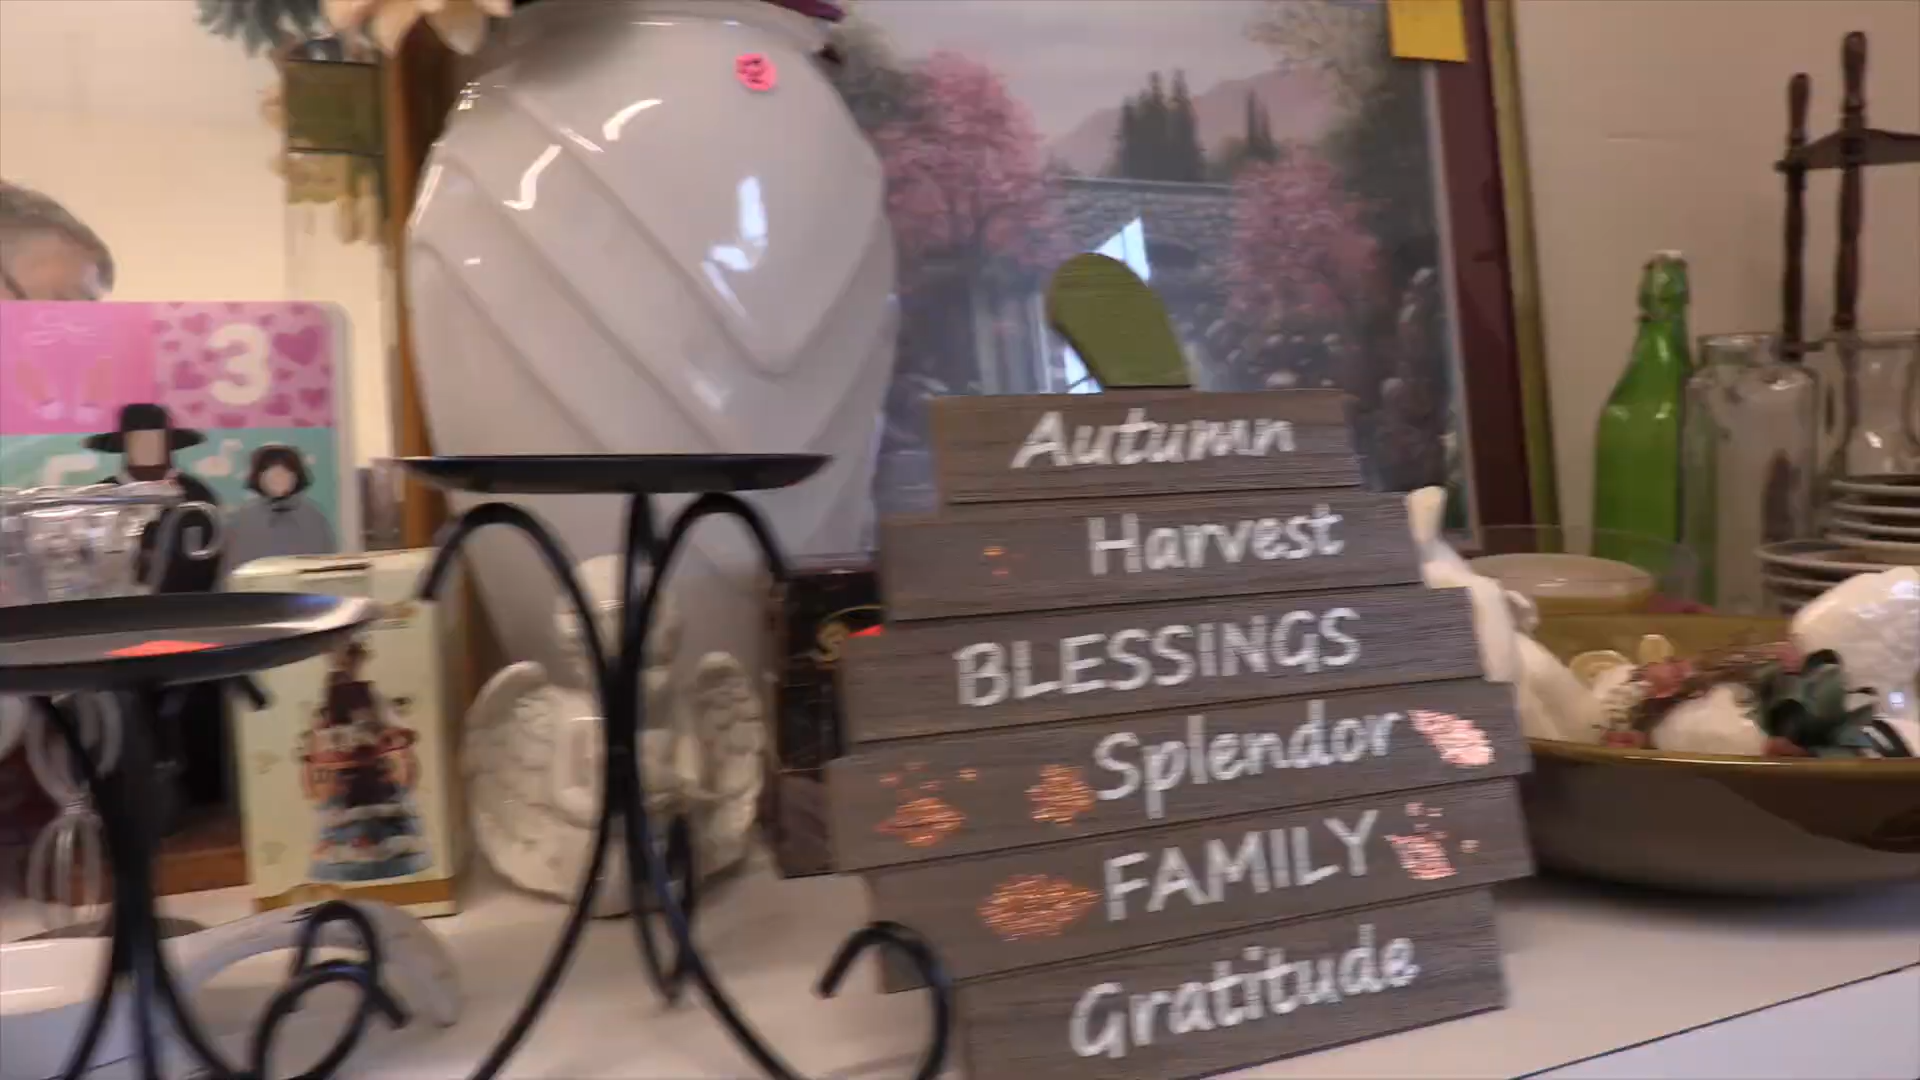 3
Autumn
Harvest
BLESSINGS
Splendor
FAMILY
Gratitude